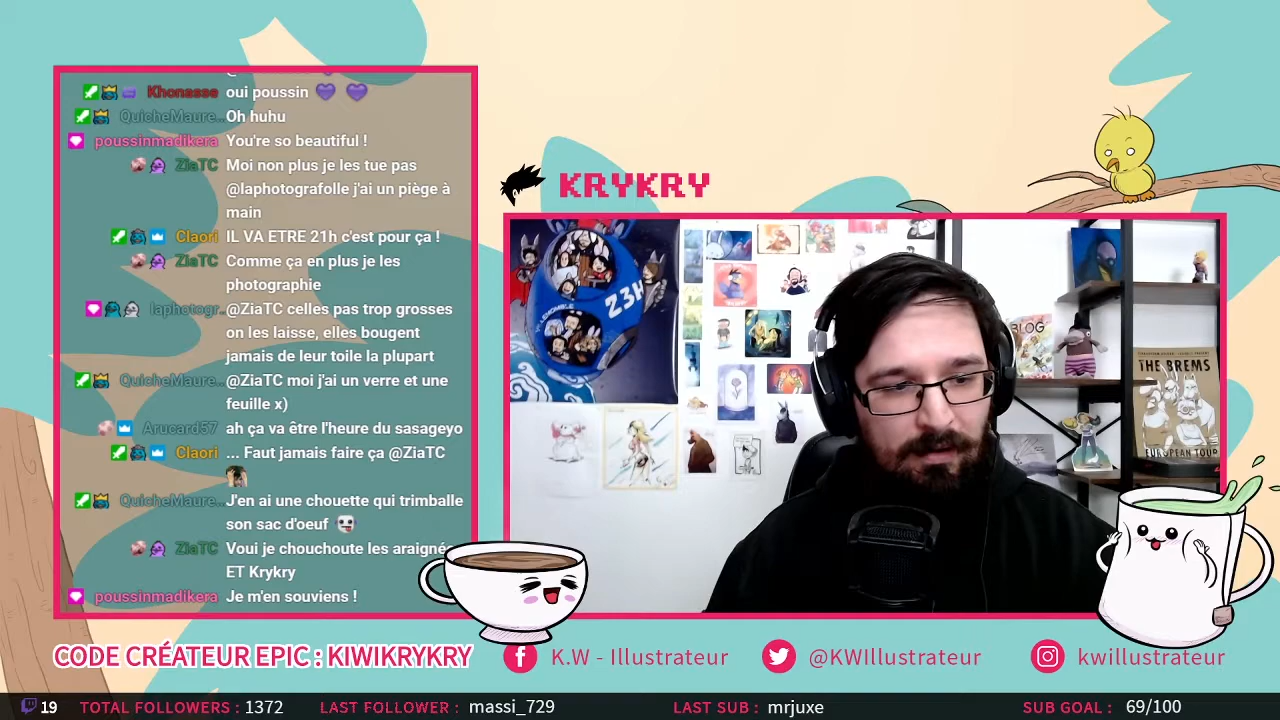 Khonasse oui poussin
QuicheMaure.. Oh huhu
poussinmadikera You're so beautiful !
ZiaTC Moi non plus je les tue pas
@laphotografolle j'ai un piège à
main
Claori IL VA ETRE 21h c'est pour ça !
ZiaTC Comme ça en plus je les
photographie
laphotogr.. @ZiaTC celles pas trop grosses
on les laisse, elles bougent
jamais de leur toile la plupart
QuicheMaure.. @ZiaTC moi j'ai un verre et une
feuille x)
Arucard57 ah ça va être l'heure du sasageyo
Claori ... Faut jamais faire ça @ZiaTC
QuicheMaure.. J'en ai une chouette qui trimballe
son sac d'oeuf
ZiaTC Voui je chouchoute les araigné
ET Krykry
poussinmadikera Je m'en souviens !
KRYKRY
Z3H
BLOG
THE BREMS
EUROPEAN TOUR
CODE CRÉATEUR EPIC : KIWIKRYKRY
K.W - Illustrateur
@KWIllustrateur
kwillustrateur
19
TOTAL FOLLOWERS : 1372
LAST FOLLOWER : massi_729
LAST SUB : mrjuxe
SUB GOAL : 69/100